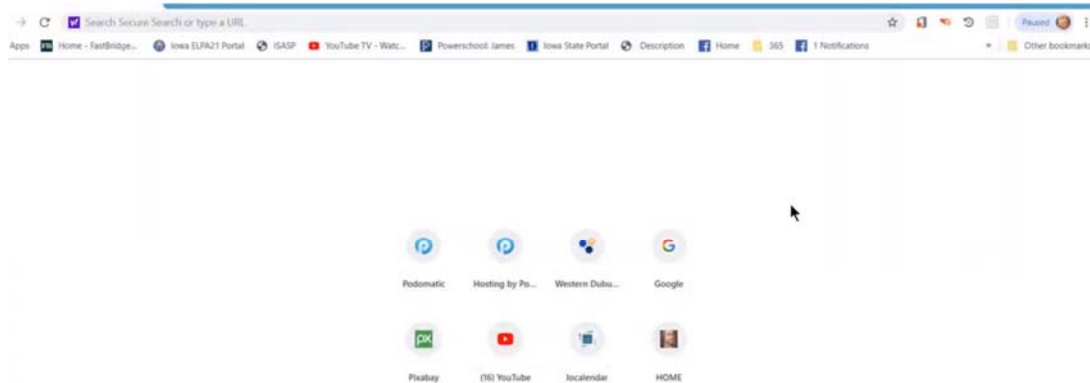 Search Secure Search or type a URL
Paused
Apps Home - FastBridge... Iowa ELPA21 Portal ISASP YouTube TV - Watc... Powerschool: James Iowa State Portal Description Home 365 1 Notifications » Other bookmarks
Podomatic Hosting by Po... Western Dubu... Google
Pixabay (16) YouTube localendar HOME